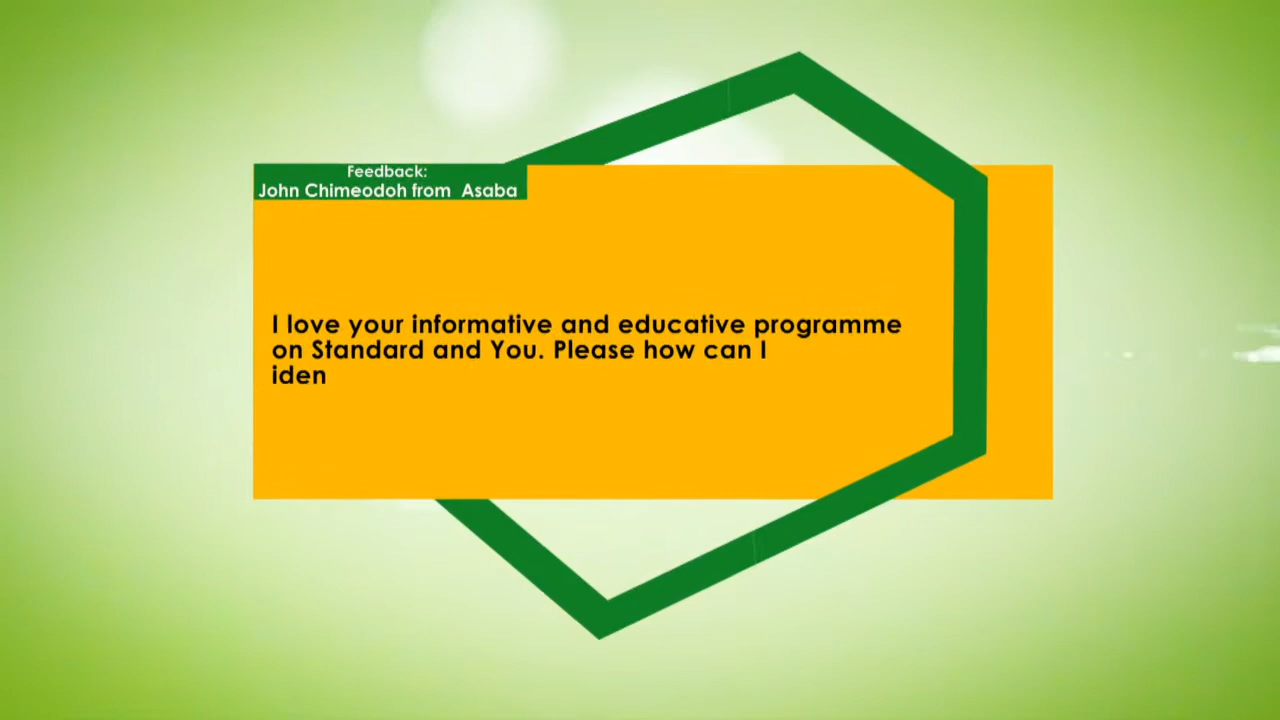 Feedback:
John Chimeodoh from Asaba
I love your informative and educative programme
on Standard and You. Please how can I
iden